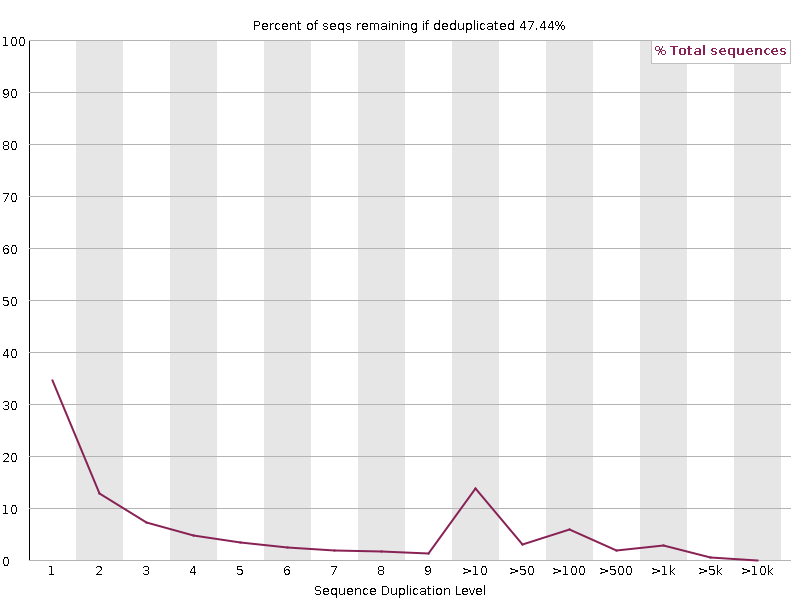 Percent of seqs remaining if deduplicated 47.44%
% Total sequences
100
90
80
70
60
50
40
30
20
10
0
1 2 3 4 5 6 7 8 9 >10 >50 >100 >500 >1k >5k >10k
Sequence Duplication Level